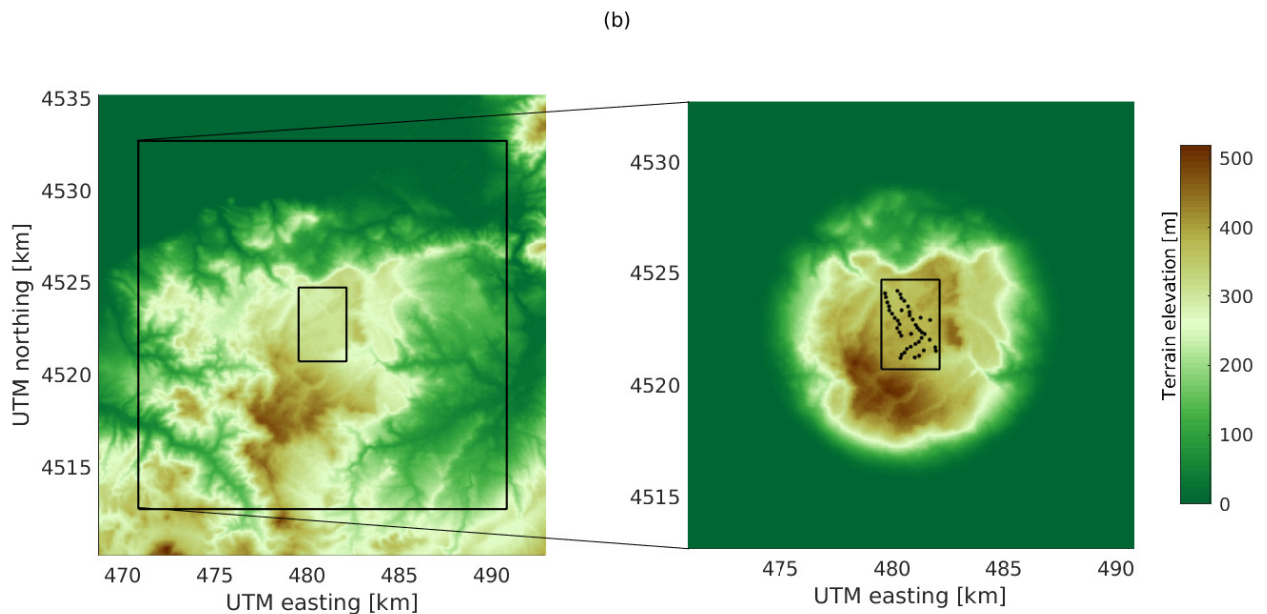 (b)
4535
4530
4525
4520
4515
UTM northing [km]
470 475 480 485 490
UTM easting [km]
4530
4525
4520
4515
475 480 485 490
UTM easting [km]
500
400
300
200
100
0
Terrain elevation [m]